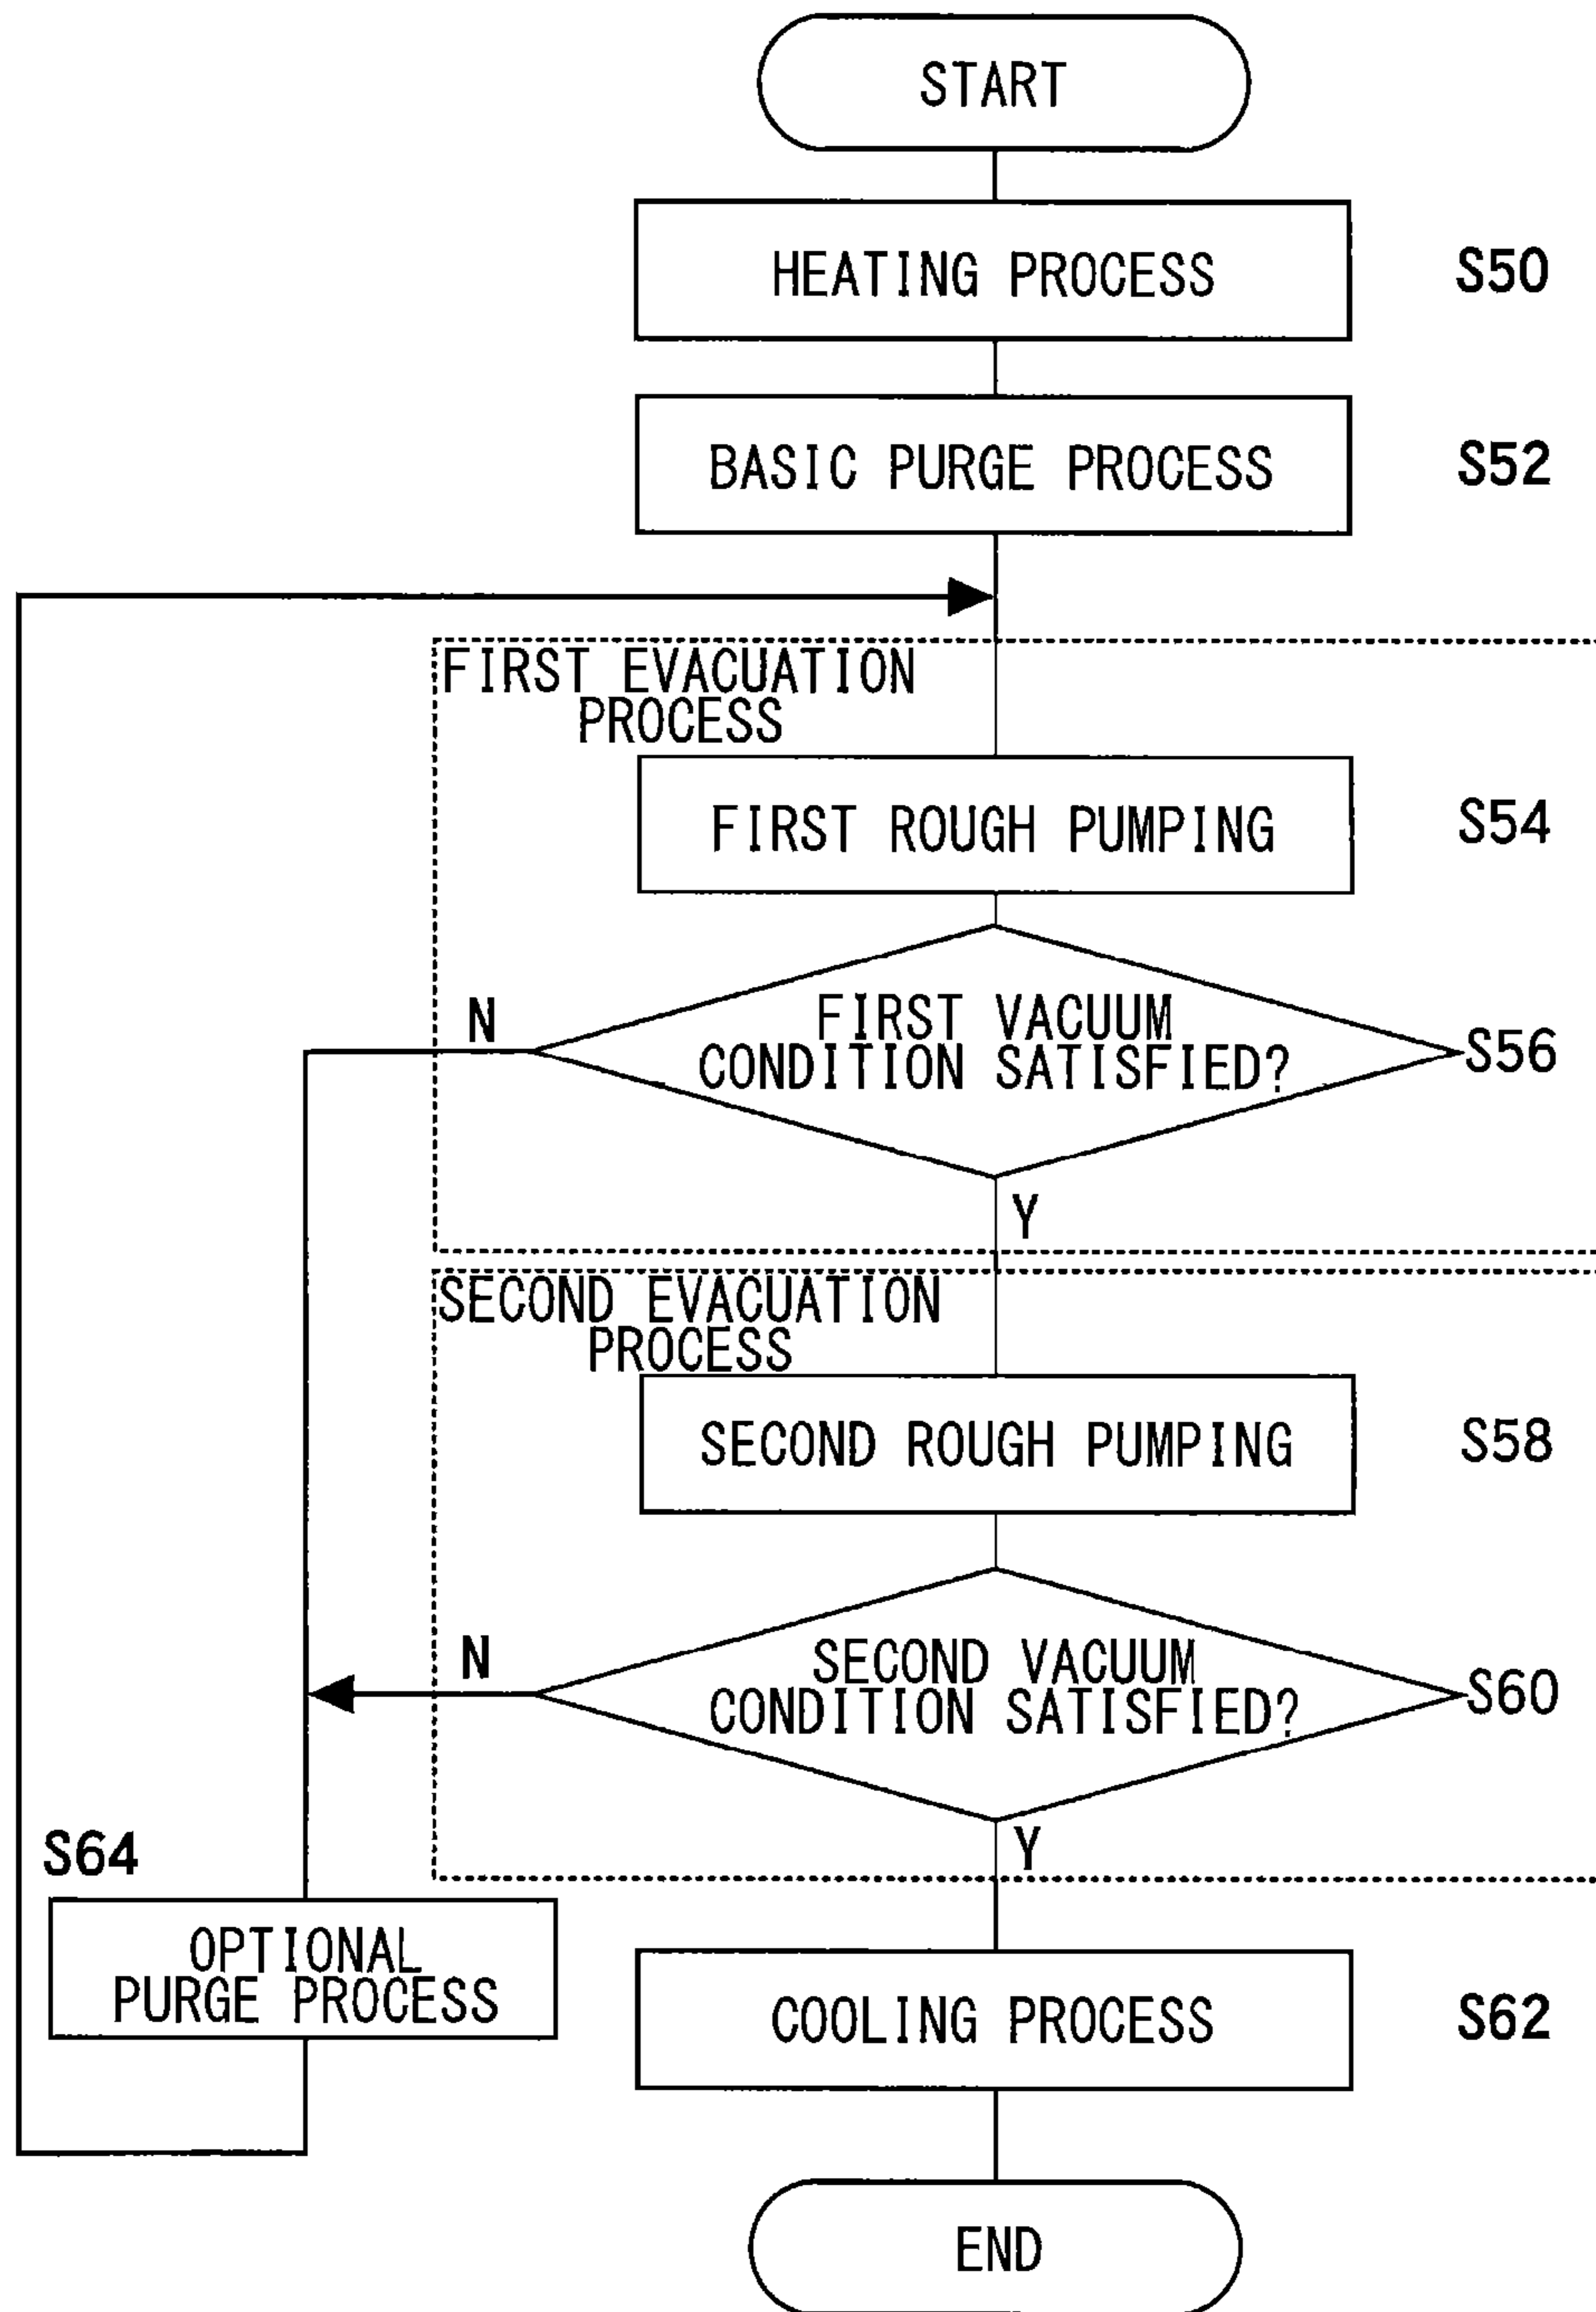 START
HEATING PROCESS
S50
BASIC PURGE PROCESS
S52
FIRST EVACUATION
PROCESS
FIRST ROUGH PUMPING
S54
FIRST VACUUM
CONDITION SATISFIED?
N
S56
Y
SECOND EVACUATION
PROCESS
SECOND ROUGH PUMPING
S58
SECOND VACUUM
CONDITION SATISFIED?
N
S60
Y
S64
OPTIONAL
PURGE PROCESS
COOLING PROCESS
S62
END